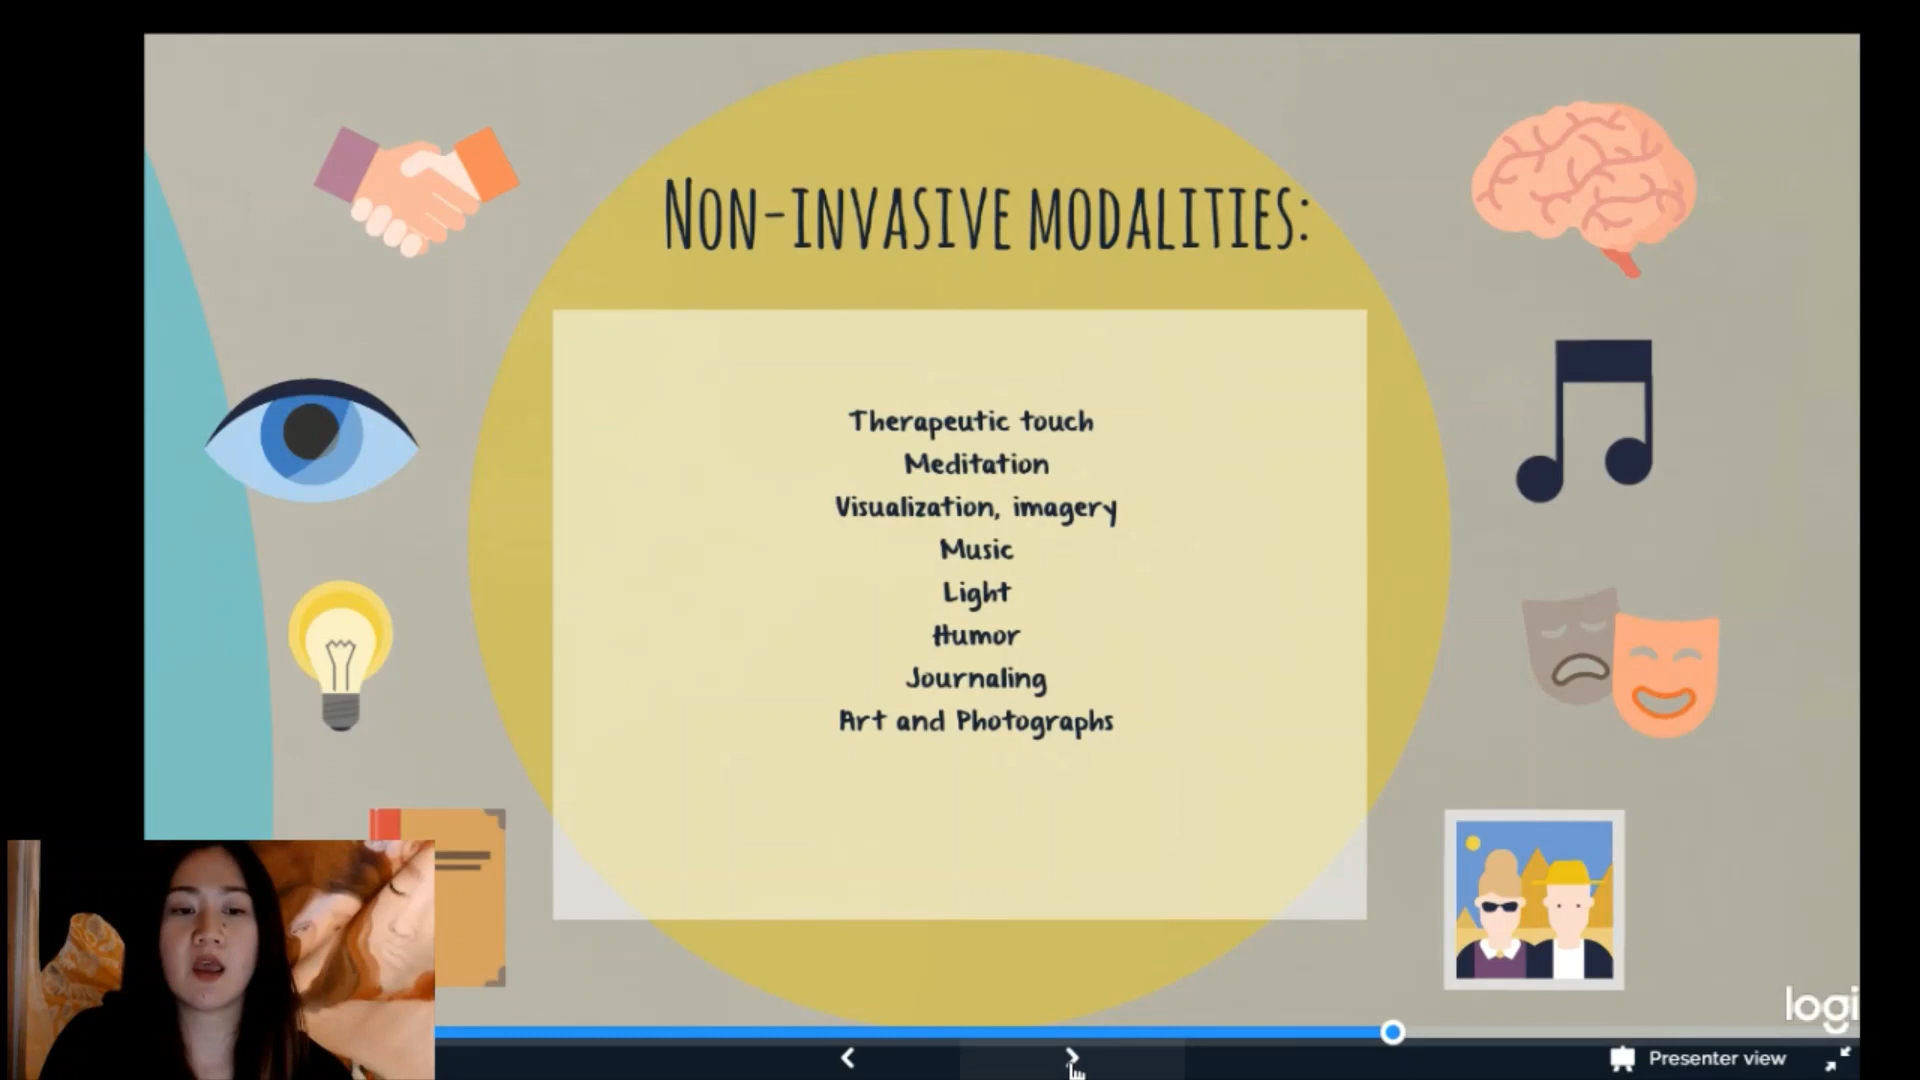 Non-invasive modalities:
Therapeutic touch
Meditation
Visualization, imagery
Music
Light
Humor
Journaling
Art and Photographs
logi
Presenter view